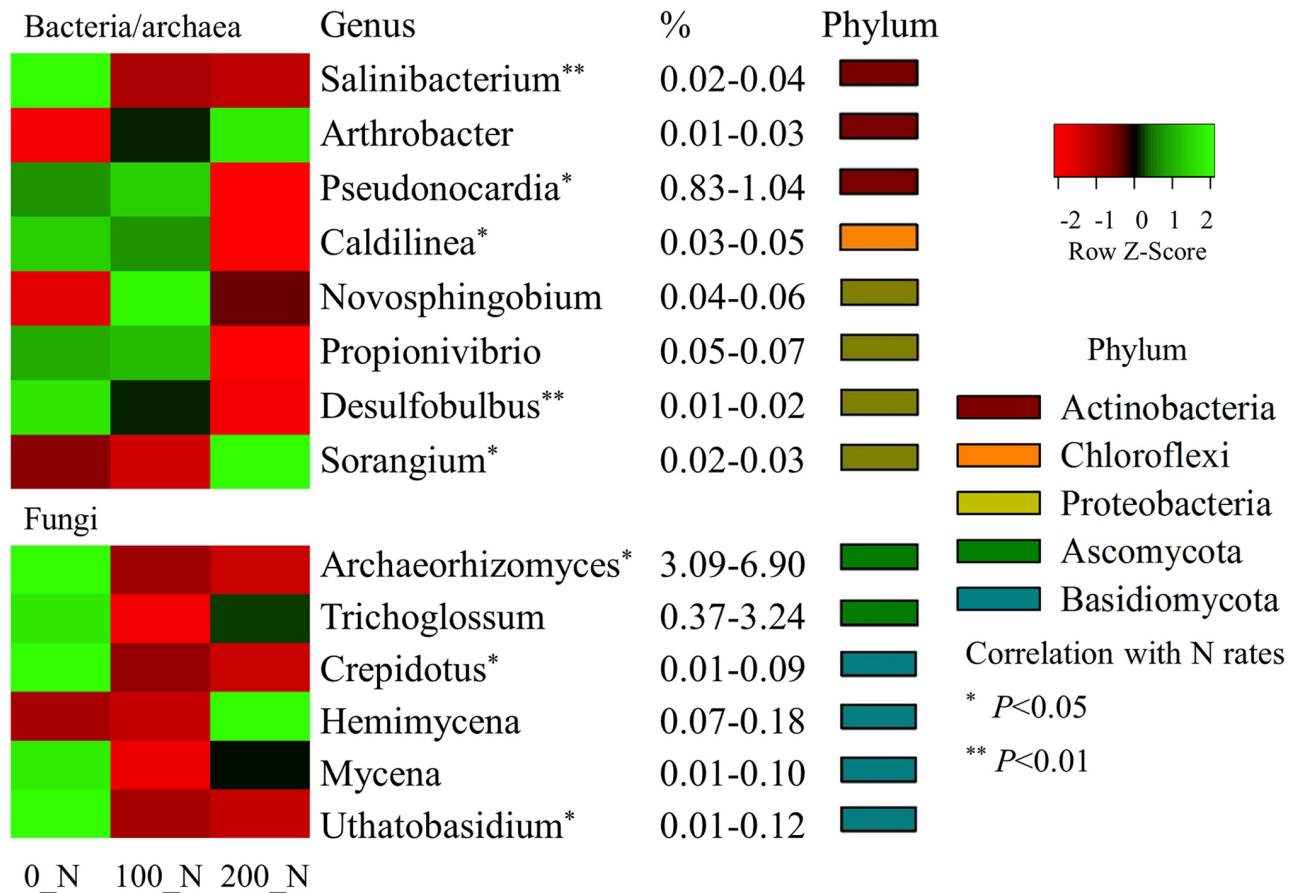 Bacteria/archaea Genus % Phylum
Salinibacterium** 0.02-0.04
Arthrobacter 0.01-0.03
Pseudonocardia* 0.83-1.04
Caldilinea* 0.03-0.05
Novosphingobium 0.04-0.06
Propionivibrio 0.05-0.07
Desulfobulbus** 0.01-0.02
Sorangium* 0.02-0.03
Fungi
Archaeorhizomyces* 3.09-6.90
Trichoglossum 0.37-3.24
Crepidotus* 0.01-0.09
Hemimycena 0.07-0.18
Mycena 0.01-0.10
Uthatobasidium* 0.01-0.12
0_N 100_N 200_N
-2 -1 0 1 2
Row Z-Score
Phylum
Actinobacteria
Chloroflexi
Proteobacteria
Ascomycota
Basidiomycota
Correlation with N rates
* P<0.05
** P<0.01